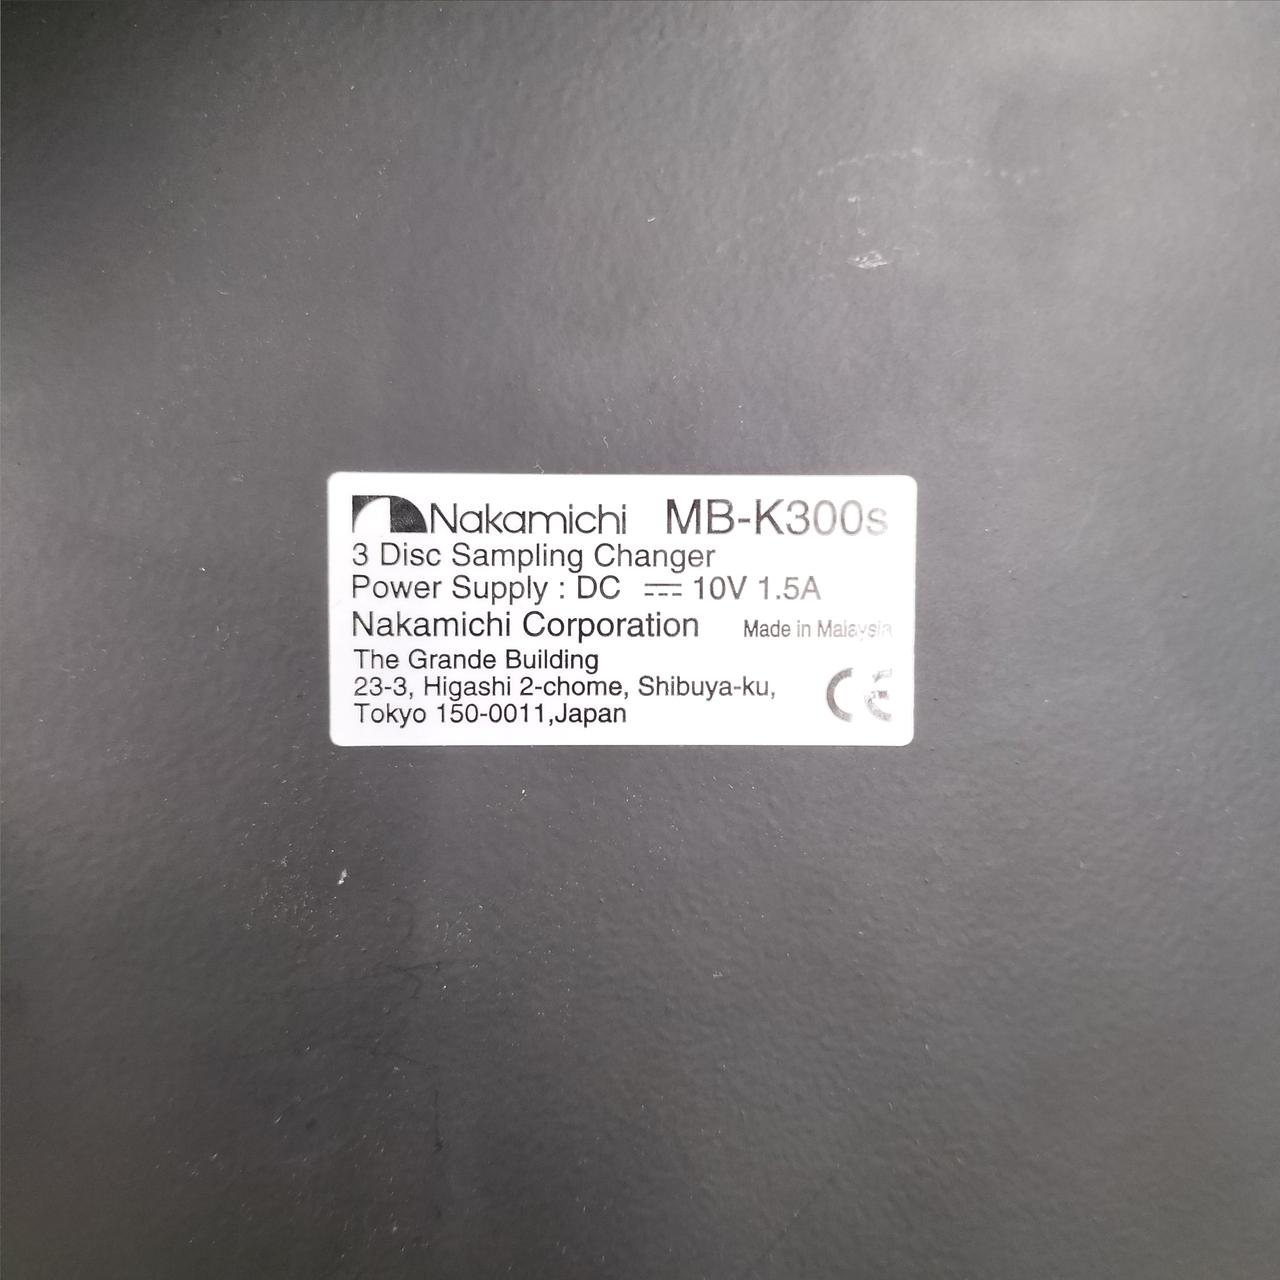 Nakamichi MB-K300s
3 Disc Sampling Changer
Power Supply : DC ⎓ 10V 1.5A
Nakamichi Corporation Made in Malaysia
The Grande Building
23-3, Higashi 2-chome, Shibuya-ku,
Tokyo 150-0011,Japan
CE